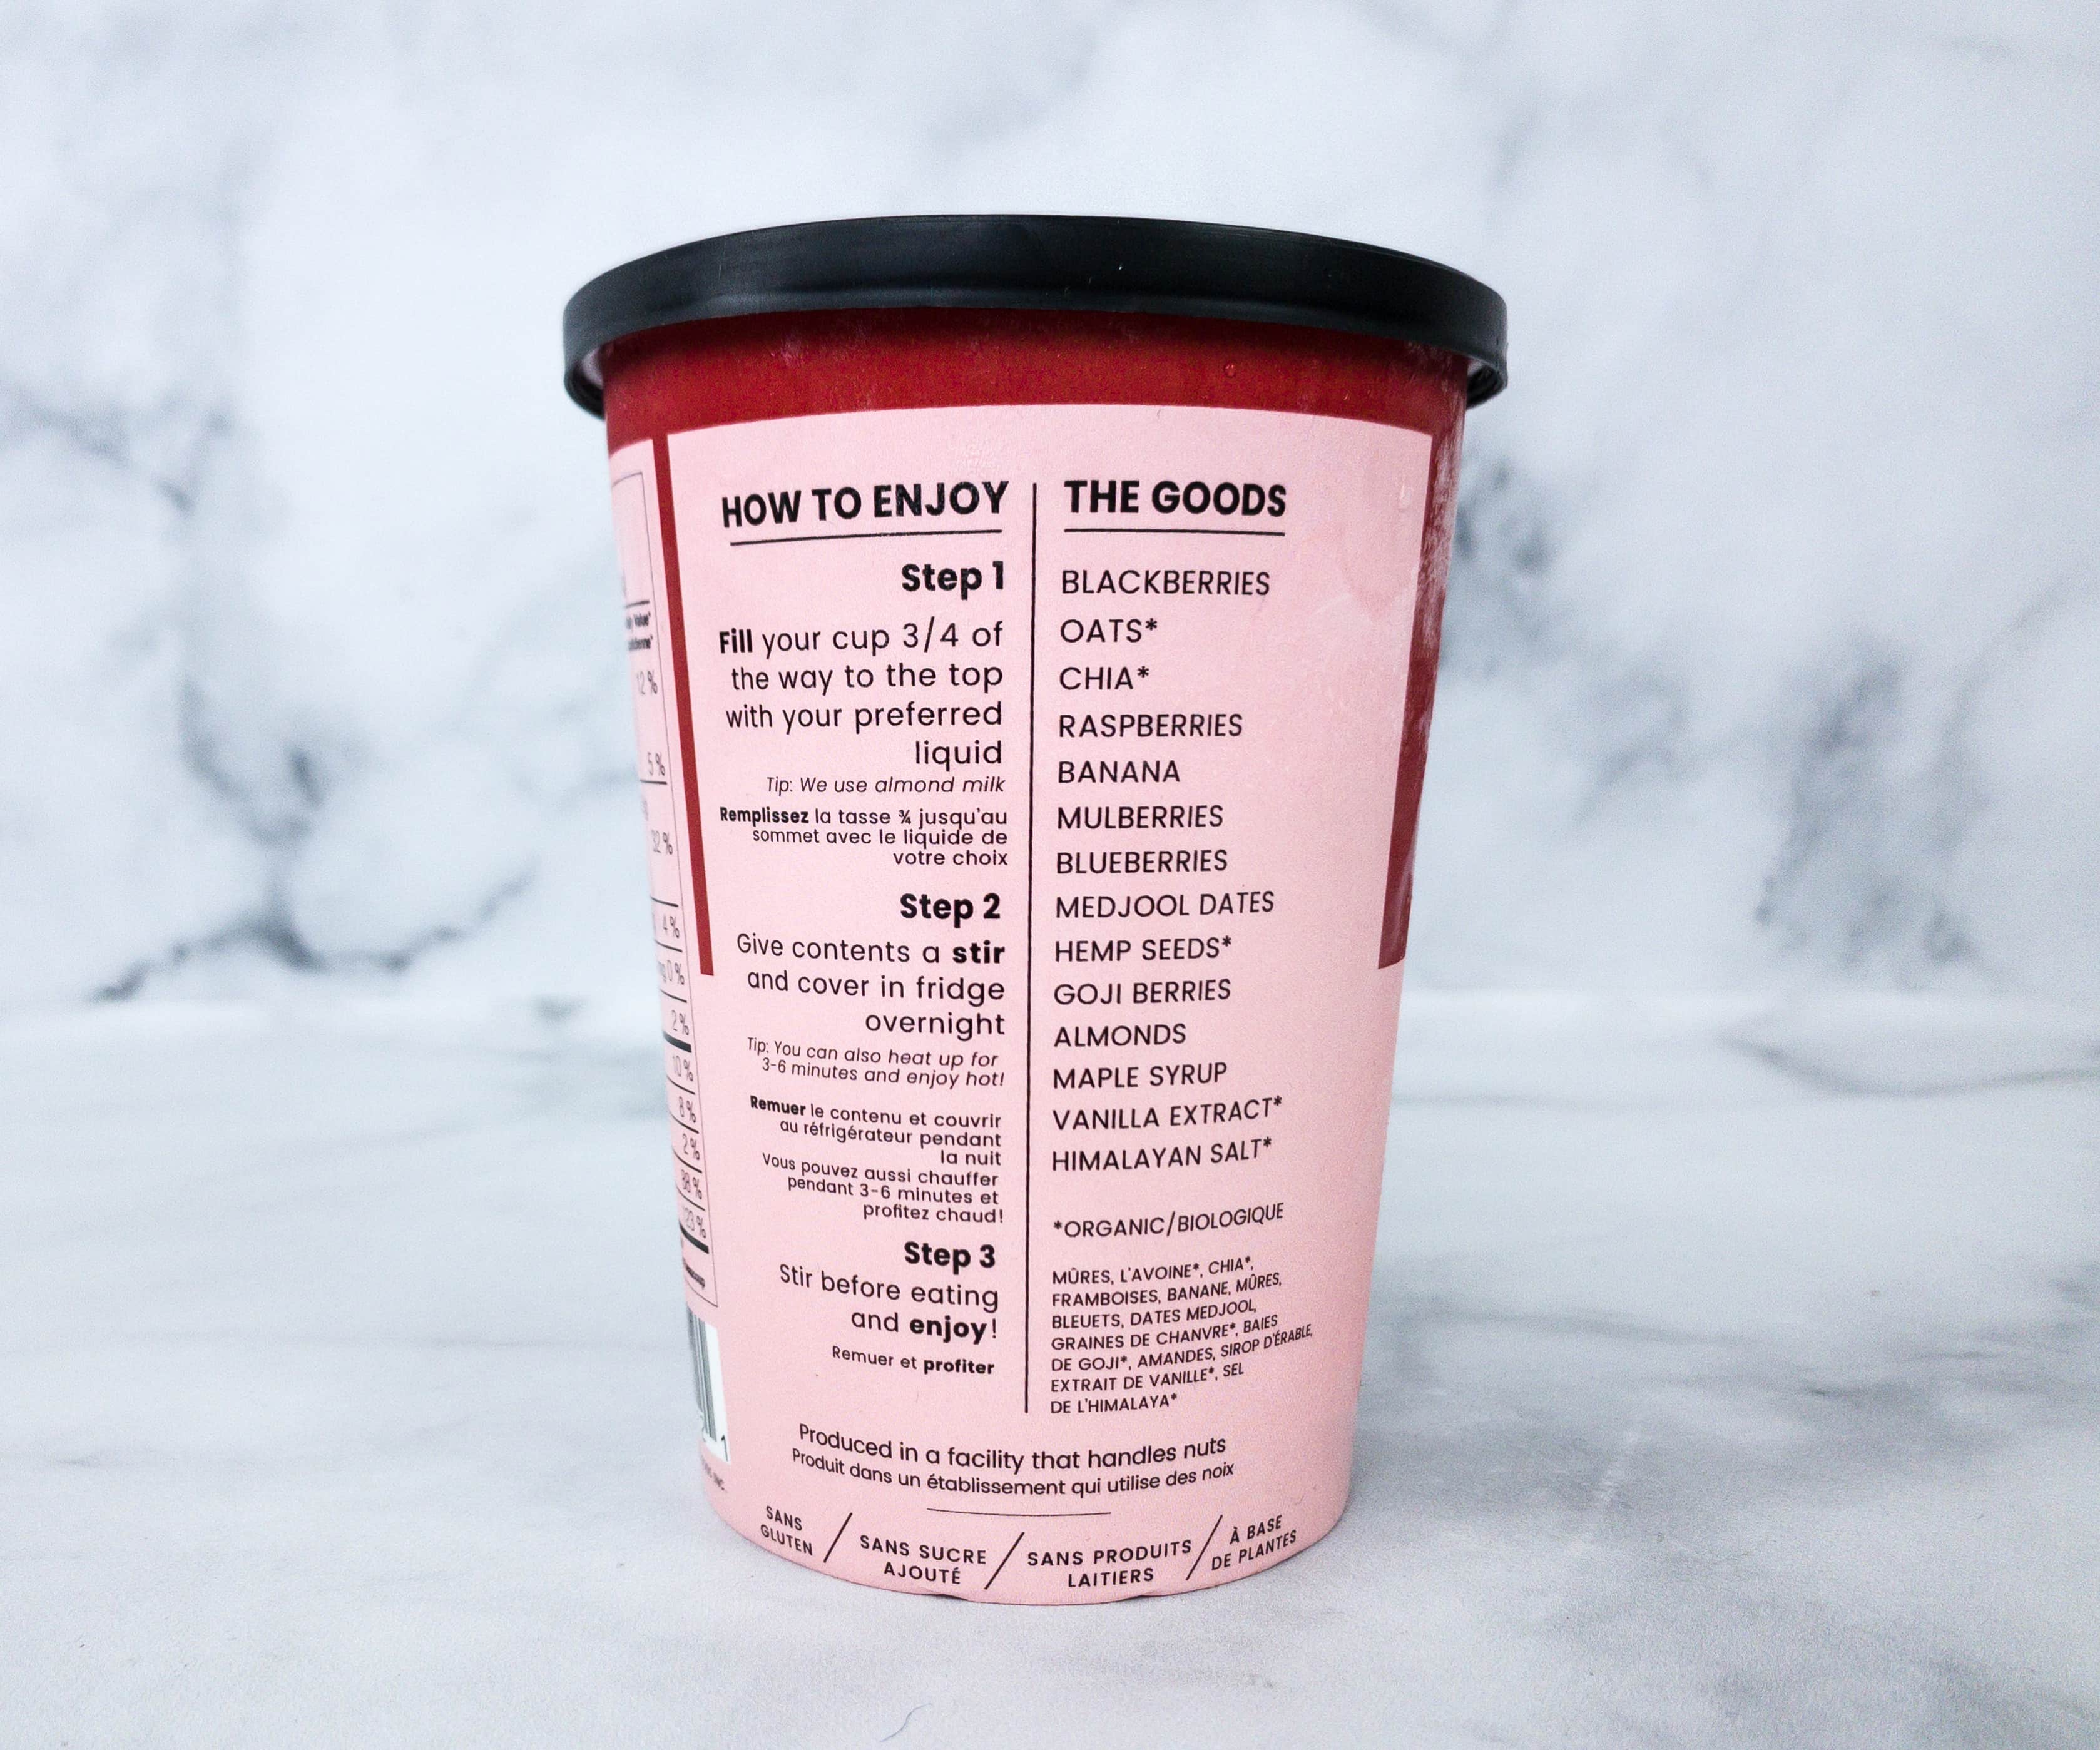 HOW TO ENJOY
Step 1
Fill your cup 3/4 of
the way to the top
with your preferred
liquid
Tip: We use almond milk
Remplissez la tasse ¾ jusqu'au
sommet avec le liquide de
votre choix
Step 2
Give contents a stir
and cover in fridge
overnight
Tip: You can also heat up for
3-6 minutes and enjoy hot!
Remuer le contenu et couvrir
au réfrigérateur pendant
la nuit
Vous pouvez aussi chauffer
pendant 3-6 minutes et
profitez chaud!
Step 3
Stir before eating
and enjoy!
Remuer et profiter
THE GOODS
BLACKBERRIES
OATS*
CHIA*
RASPBERRIES
BANANA
MULBERRIES
BLUEBERRIES
MEDJOOL DATES
HEMP SEEDS*
GOJI BERRIES
ALMONDS
MAPLE SYRUP
VANILLA EXTRACT*
HIMALAYAN SALT*
*ORGANIC/BIOLOGIQUE
MÛRES, L'AVOINE*, CHIA*,
FRAMBOISES, BANANE, MÛRES,
BLEUETS, DATES MEDJOOL,
GRAINES DE CHANVRE*, BAIES
DE GOJI*, AMANDES, SIROP D'ÉRABLE,
EXTRAIT DE VANILLE*, SEL
DE L'HIMALAYA*
Produced in a facility that handles nuts
Produit dans un établissement qui utilise des noix
SANS
GLUTEN
SANS SUCRE
AJOUTÉ
SANS PRODUITS
LAITIERS
À BASE
DE PLANTES
5%
4%
0%
2%
10%
8%
2%